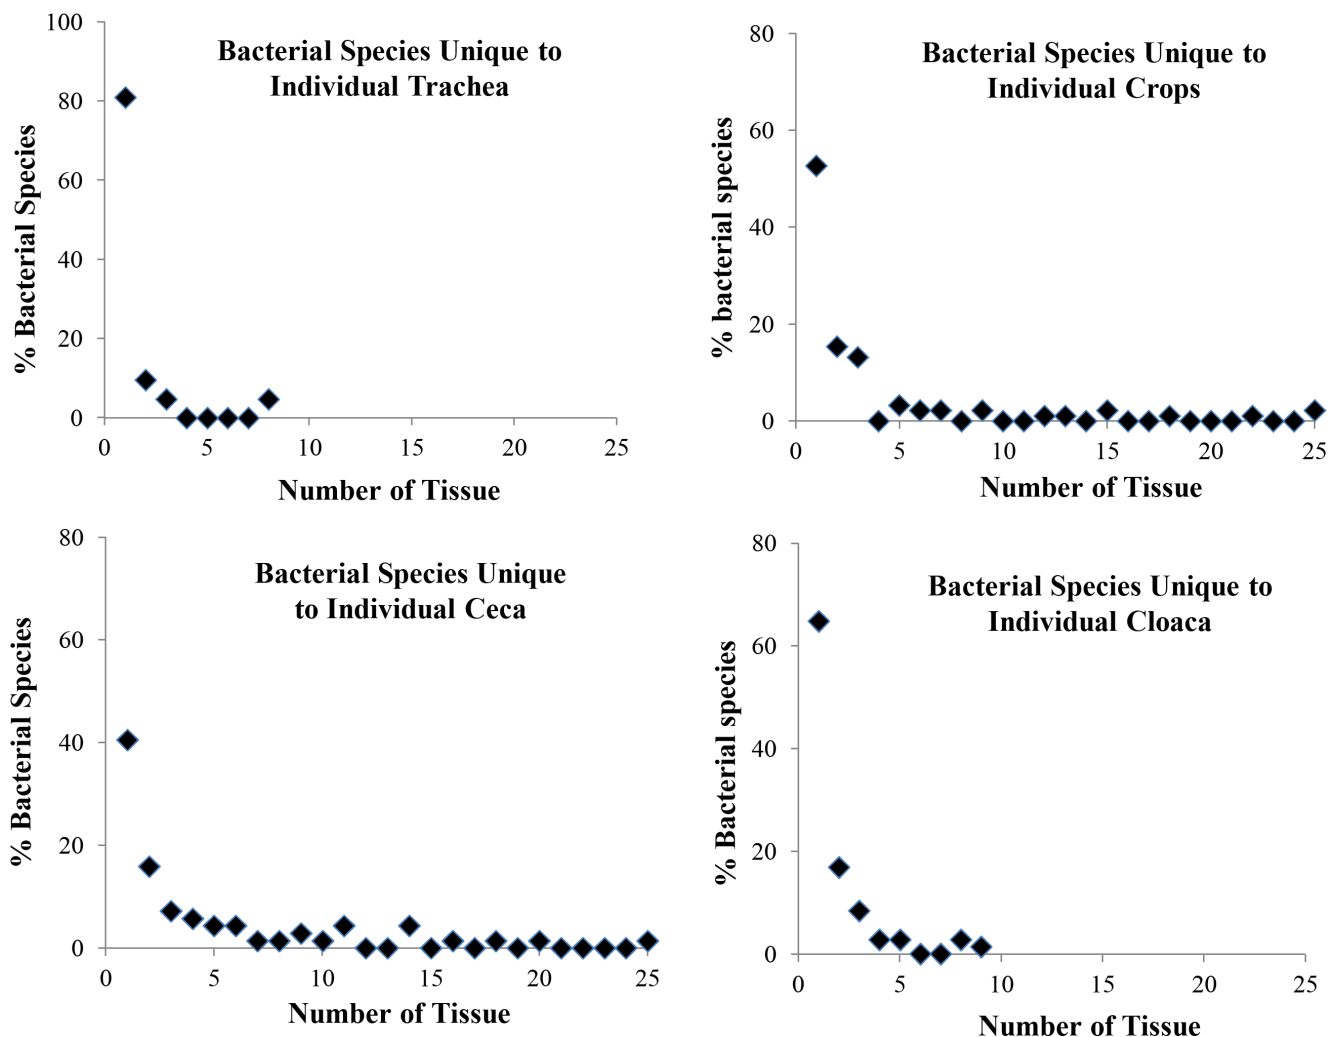 Bacterial Species Unique to
Individual Trachea
% Bacterial Species
100
80
60
40
20
0
0 5 10 15 20 25
Number of Tissue
Bacterial Species Unique to
Individual Crops
% bacterial species
80
60
40
20
0
0 5 10 15 20 25
Number of Tissue
Bacterial Species Unique
to Individual Ceca
% Bacterial Species
80
60
40
20
0
0 5 10 15 20 25
Number of Tissue
Bacterial Species Unique to
Individual Cloaca
% Bacterial species
80
60
40
20
0
0 5 10 15 20 25
Number of Tissue